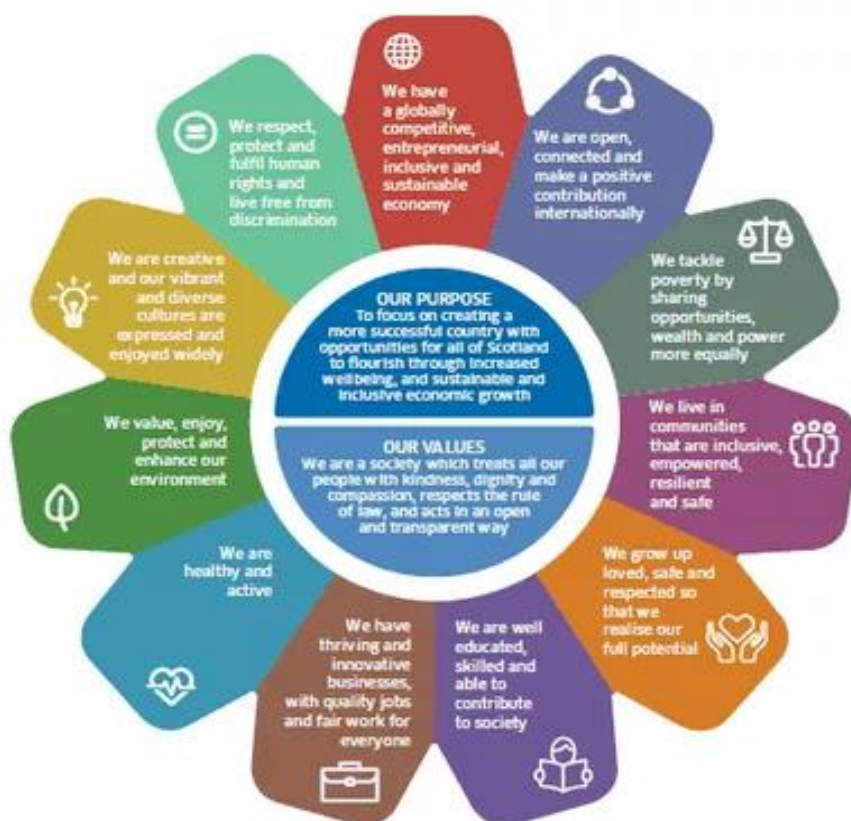 We have
a globally
competitive,
entrepreneurial,
inclusive and
sustainable
economy
We are open,
connected and
make a positive
contribution
internationally
We tackle
poverty by
sharing
opportunities,
wealth and power
more equally
We live in
communities
that are inclusive,
empowered,
resilient
and safe
We grow up
loved, safe and
respected so
that we
realise our
full potential
We are well
educated,
skilled and
able to
contribute
to society
We have
thriving and
innovative
businesses,
with quality jobs
and fair work for
everyone
We are
healthy and
active
We value, enjoy,
protect and
enhance our
environment
We are creative
and our vibrant
and diverse
cultures are
expressed and
enjoyed widely
We respect,
protect and
fulfil human
rights and
live free from
discrimination
OUR PURPOSE
To focus on creating a
more successful country with
opportunities for all of Scotland
to flourish through increased
wellbeing, and sustainable and
inclusive economic growth
OUR VALUES
We are a society which treats all our
people with kindness, dignity and
compassion, respects the rule
of law, and acts in an open
and transparent way